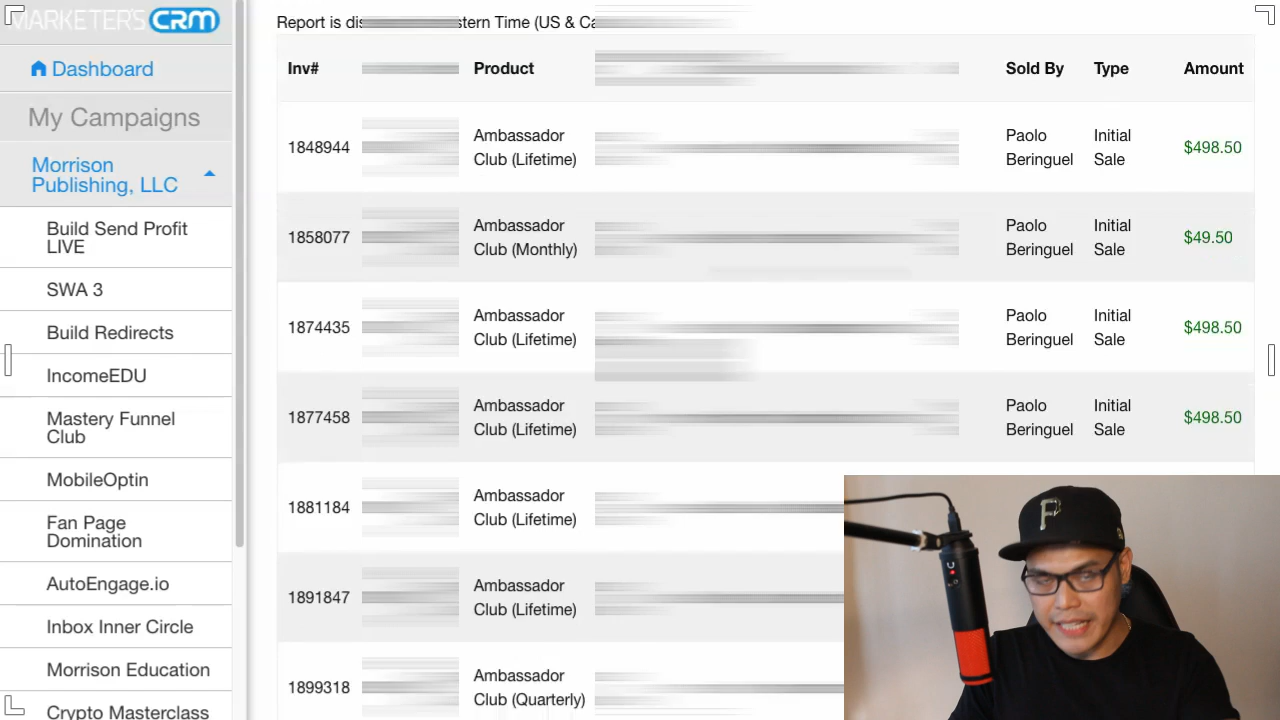 MARKETER'S CRM
Dashboard
My Campaigns
Morrison
Publishing, LLC
Build Send Profit
LIVE
SWA 3
Build Redirects
IncomeEDU
Mastery Funnel
Club
MobileOptin
Fan Page
Domination
AutoEngage.io
Inbox Inner Circle
Morrison Education
Crypto Masterclass
Report is dis stern Time (US & Ca
Inv# Product Sold By Type Amount
1848944 Ambassador Club (Lifetime) Paolo Beringuel Initial Sale $498.50
1858077 Ambassador Club (Monthly) Paolo Beringuel Initial Sale $49.50
1874435 Ambassador Club (Lifetime) Paolo Beringuel Initial Sale $498.50
1877458 Ambassador Club (Lifetime) Paolo Beringuel Initial Sale $498.50
1881184 Ambassador Club (Lifetime)
1891847 Ambassador Club (Lifetime)
1899318 Ambassador Club (Quarterly)
P